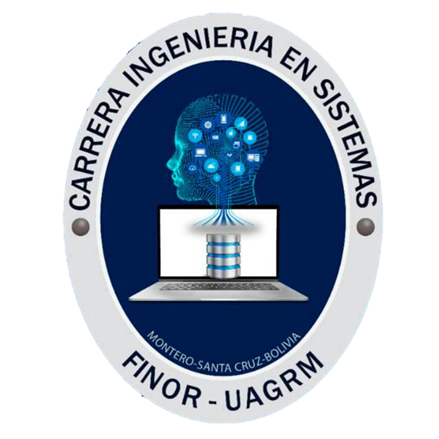 CARRERA INGENIERIA EN SISTEMAS
MONTERO-SANTA CRUZ-BOLIVIA
FINOR - UAGRM